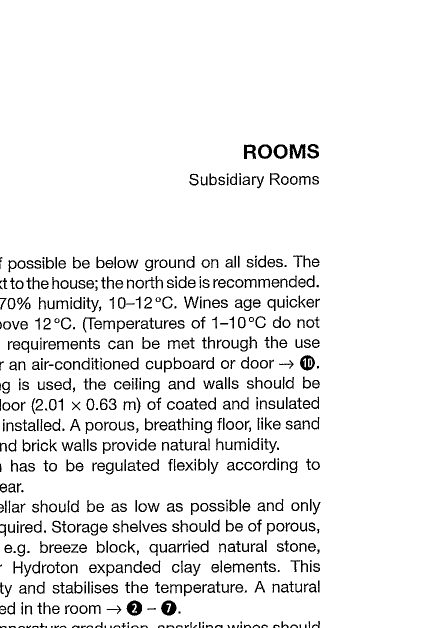 ROOMS
Subsidiary Rooms
possible be below ground on all sides. The
to the house; the north side is recommended.
70% humidity, 10–12 °C. Wines age quicker
12 °C. (Temperatures of 1–10 °C do not
requirements can be met through the use
an air-conditioned cupboard or door → ❿.
is used, the ceiling and walls should be
(2.01 × 0.63 m) of coated and insulated
installed. A porous, breathing floor, like sand
brick walls provide natural humidity.
has to be regulated flexibly according to
ear.
should be as low as possible and only
quired. Storage shelves should be of porous,
e.g. breeze block, quarried natural stone,
Hydroton expanded clay elements. This
ty and stabilises the temperature. A natural
ed in the room → ❷ – ❼.
graduation, sparkling wines should